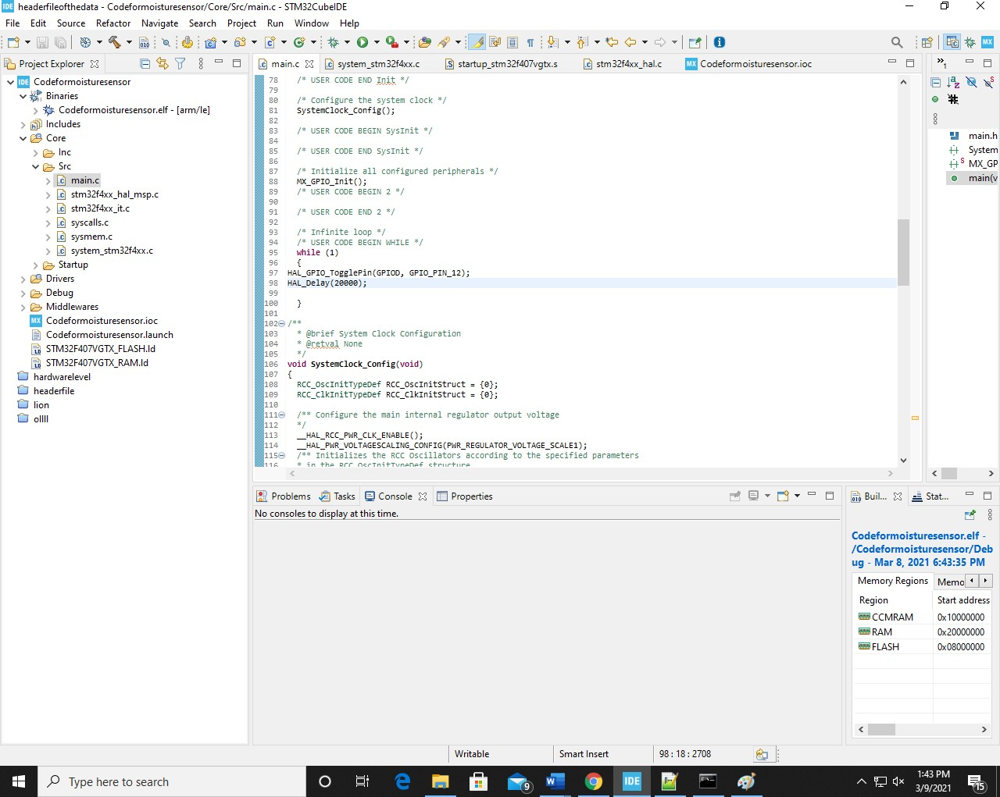 headerfileofthedata - Codeformoisturesensor/Core/Src/main.c - STM32CubeIDE
File Edit Source Refactor Navigate Search Project Run Window Help
Project Explorer
Codeformoisturesensor
Binaries
Codeformoisturesensor.elf - [arm/le]
Includes
Core
Inc
Src
main.c
stm32f4xx_hal_msp.c
stm32f4xx_it.c
syscalls.c
sysmem.c
system_stm32f4xx.c
Startup
Drivers
Debug
Middlewares
Codeformoisturesensor.ioc
Codeformoisturesensor.launch
STM32F407VGTX_FLASH.ld
STM32F407VGTX_RAM.ld
hardwarelevel
headerfile
lion
ollll
main.c system_stm32f4xx.c startup_stm32f407vgtx.s stm32f4xx_hal.c Codeformoisturesensor.ioc
78 /* USER CODE END Init */
79
80 /* Configure the system clock */
81 SystemClock_Config();
82
83 /* USER CODE BEGIN SysInit */
84
85 /* USER CODE END SysInit */
86
87 /* Initialize all configured peripherals */
88 MX_GPIO_Init();
89 /* USER CODE BEGIN 2 */
90
91 /* USER CODE END 2 */
92
93 /* Infinite loop */
94 /* USER CODE BEGIN WHILE */
95 while (1)
96 {
97 HAL_GPIO_TogglePin(GPIOD, GPIO_PIN_12);
98 HAL_Delay(20000);
99
100 }
101
102 /**
103 * @brief System Clock Configuration
104 * @retval None
105 */
106 void SystemClock_Config(void)
107 {
108 RCC_OscInitTypeDef RCC_OscInitStruct = {0};
109 RCC_ClkInitTypeDef RCC_ClkInitStruct = {0};
110
111 /** Configure the main internal regulator output voltage
112 */
113 __HAL_RCC_PWR_CLK_ENABLE();
114 __HAL_PWR_VOLTAGESCALING_CONFIG(PWR_REGULATOR_VOLTAGE_SCALE1);
115 /** Initializes the RCC Oscillators according to the specified parameters
116 * in the RCC_OscInitTypeDef structure
main.h
System
MX_GP
main(v
Problems Tasks Console Properties
No consoles to display at this time.
Buil... Stat...
Codeformoisturesensor.elf -
/Codeformoisturesensor/Deb
ug - Mar 8, 2021 6:43:35 PM
Memory Regions Memo
Region Start address
CCMRAM 0x10000000
RAM 0x20000000
FLASH 0x08000000
Writable Smart Insert 98 : 18 : 2708
Type here to search
9
IDE
1:43 PM
3/9/2021
15